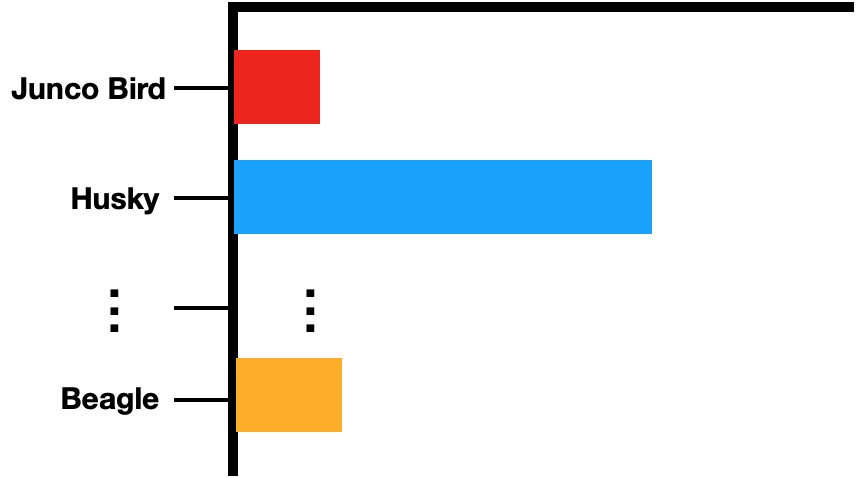 Junco Bird
Husky
⋮ ⋮
Beagle